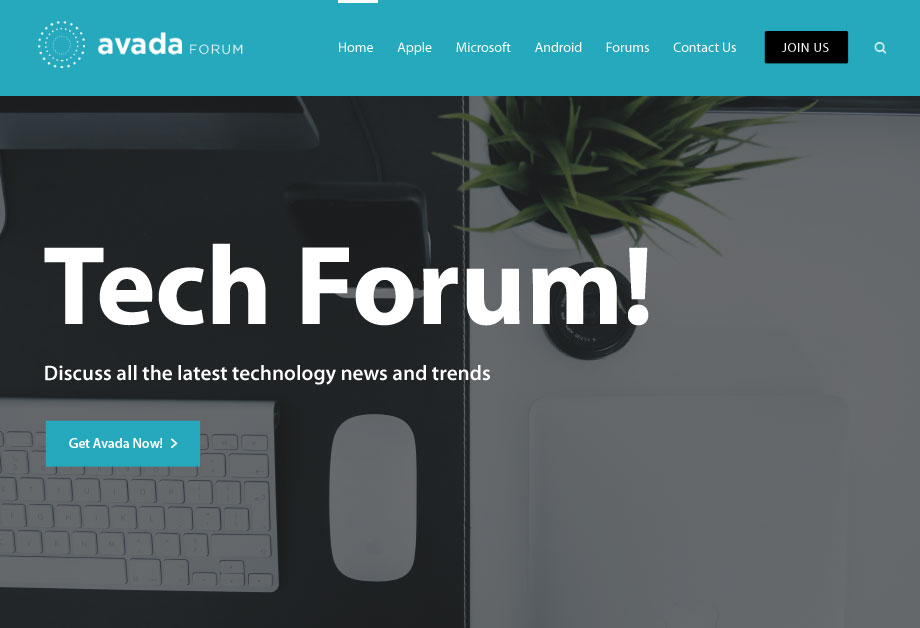 avada FORUM
Home Apple Microsoft Android Forums Contact Us JOIN US
Tech Forum!
Discuss all the latest technology news and trends
Get Avada Now!